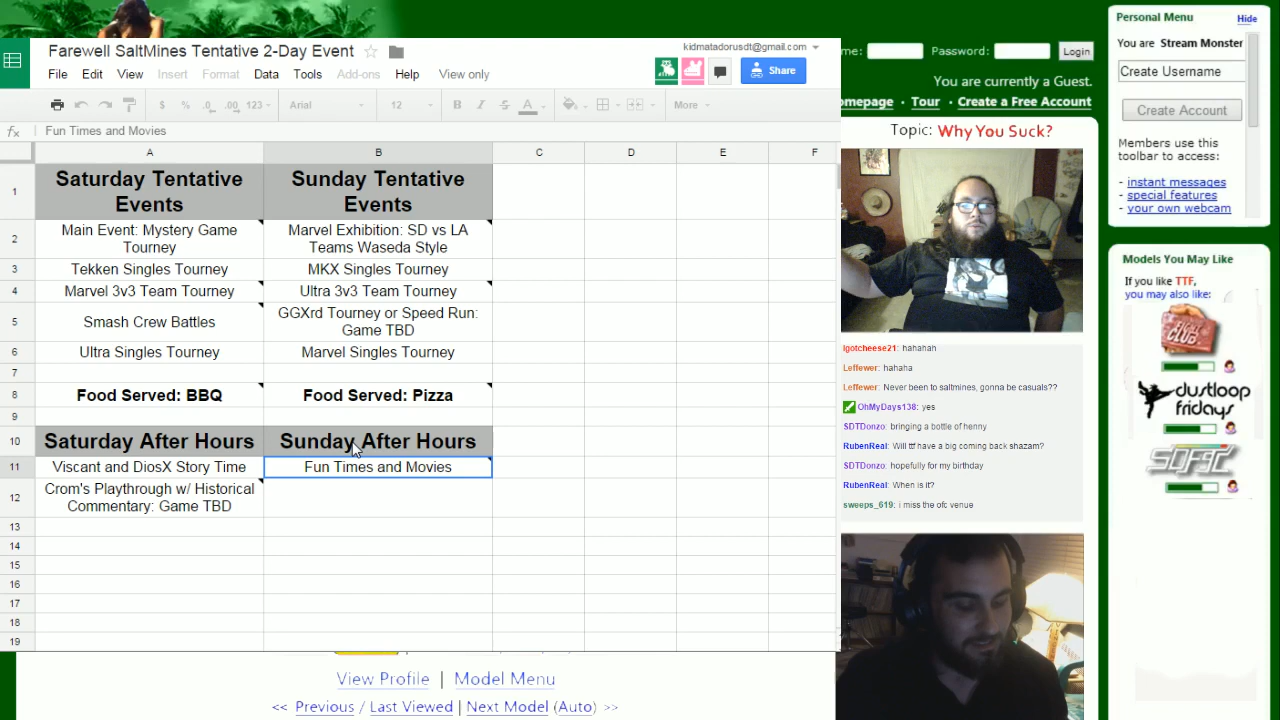 Farewell SaltMines Tentative 2-Day Event
kidmatadorusdt@gmail.com
File Edit View Insert Format Data Tools Add-ons Help View only
Share
$ % .0 .00 123 Arial 12 B I S A More
fx Fun Times and Movies
A B C D E F
1 Saturday Tentative Events Sunday Tentative Events
2 Main Event: Mystery Game Tourney Marvel Exhibition: SD vs LA Teams Waseda Style
3 Tekken Singles Tourney MKX Singles Tourney
4 Marvel 3v3 Team Tourney Ultra 3v3 Team Tourney
5 Smash Crew Battles GGXrd Tourney or Speed Run: Game TBD
6 Ultra Singles Tourney Marvel Singles Tourney
7
8 Food Served: BBQ Food Served: Pizza
9
10 Saturday After Hours Sunday After Hours
11 Viscant and DiosX Story Time Fun Times and Movies
12 Crom's Playthrough w/ Historical Commentary: Game TBD
13
14
15
16
17
18
19
View Profile | Model Menu
<< Previous / Last Viewed | Next Model (Auto) >>
me: Password: Login
You are currently a Guest.
omepage · Tour · Create a Free Account
Topic: Why You Suck?
Igotcheese21: hahahah
Leffewer: hahaha
Leffewer: Never been to saltmines, gonna be casuals??
OhMyDays138: yes
SDTDonzo: bringing a bottle of henny
RubenReal: Will ttf have a big coming back shazam?
SDTDonzo: hopefully for my birthday
RubenReal: When is it?
sweeps_619: i miss the ofc venue
Personal Menu Hide
You are Stream Monster
Create Username
Create Account
Members use this
toolbar to access:
- instant messages
- special features
- your own webcam
Models You May Like
If you like TTF,
you may also like:
FIGHT CLUB
dustloop
fridays